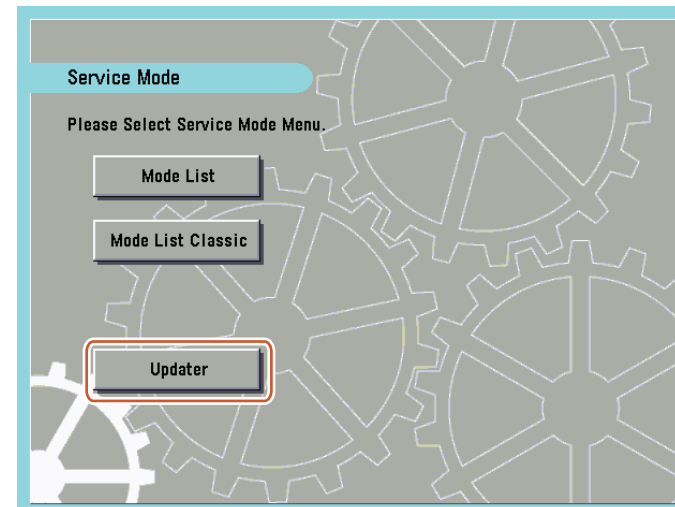 Service Mode
Please Select Service Mode Menu.
Mode List
Mode List Classic
Updater